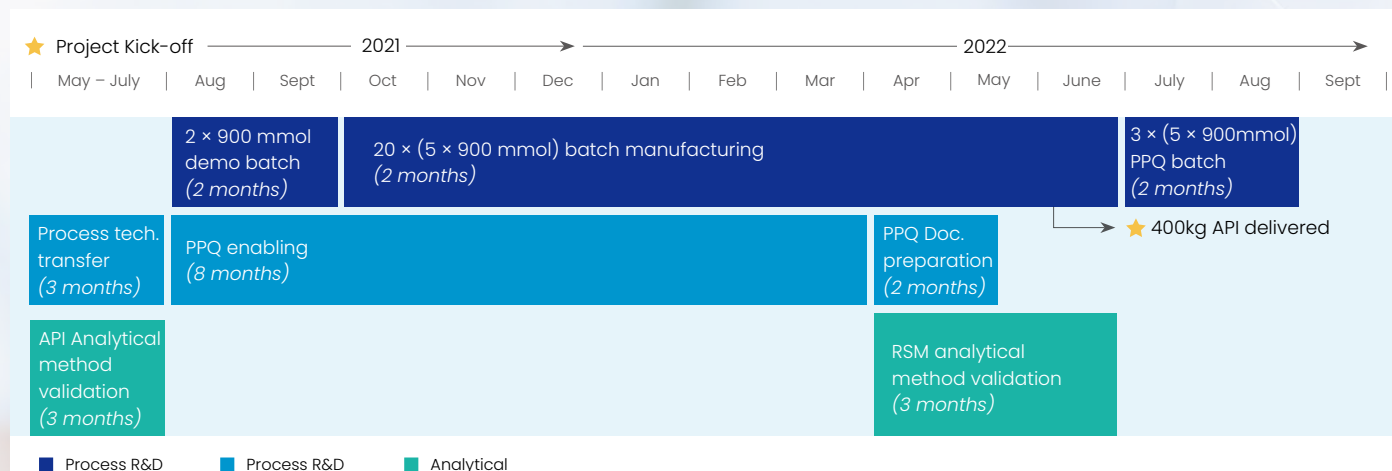 Project Kick-off
2021
2022
May – July
Aug
Sept
Oct
Nov
Dec
Jan
Feb
Mar
Apr
May
June
July
Aug
Sept
2 × 900 mmol
demo batch
(2 months)
20 × (5 × 900 mmol) batch manufacturing
(2 months)
3 × (5 × 900mmol)
PPQ batch
(2 months)
400kg API delivered
Process tech.
transfer
(3 months)
PPQ enabling
(8 months)
PPQ Doc.
preparation
(2 months)
API Analytical
method
validation
(3 months)
RSM analytical
method validation
(3 months)
Process R&D
Process R&D
Analytical